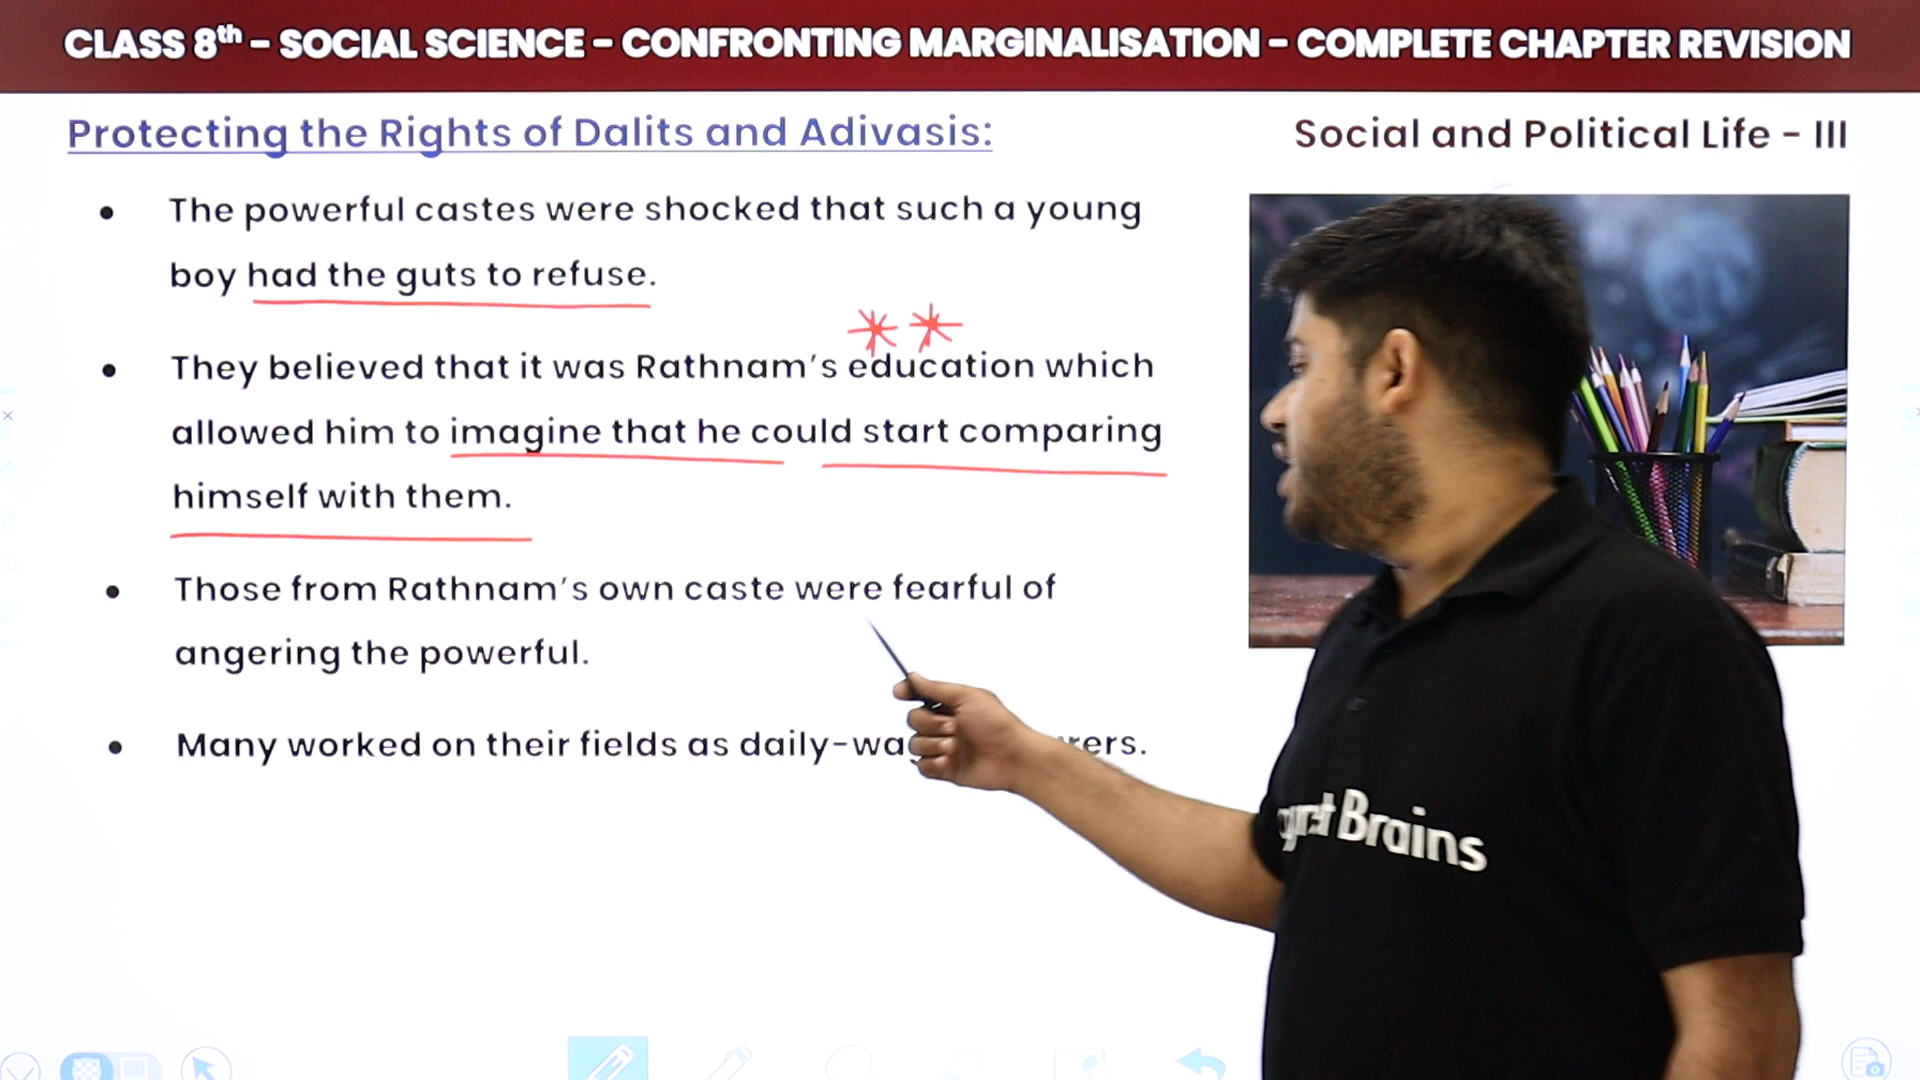 CLASS 8th – SOCIAL SCIENCE – CONFRONTING MARGINALISATION – COMPLETE CHAPTER REVISION
Protecting the Rights of Dalits and Adivasis:
Social and Political Life - III
• The powerful castes were shocked that such a young
boy had the guts to refuse.
• They believed that it was Rathnam's education which
allowed him to imagine that he could start comparing
himself with them.
• Those from Rathnam's own caste were fearful of
angering the powerful.
• Many worked on their fields as
Brains